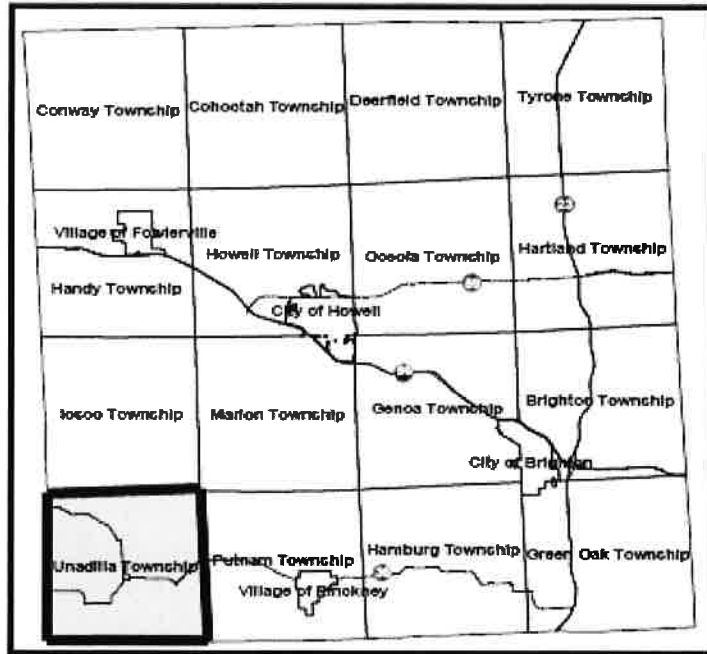 Conway Township
Cohoctah Township
Deerfield Township
Tyrone Township
Village of Fowlerville
Howell Township
Oceola Township
Hartland Township
Handy Township
City of Howell
Iosco Township
Marion Township
Genoa Township
Brighton Township
City of Brighton
Unadilla Township
Putnam Township
Hamburg Township
Green Oak Township
Village of Pinckney
23